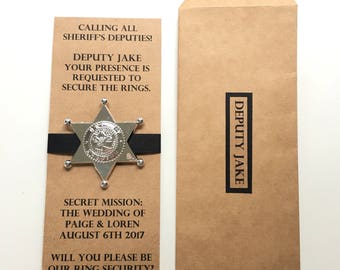 CALLING ALL
SHERIFF'S DEPUTIES!
DEPUTY JAKE
YOUR PRESENCE IS
REQUESTED TO
SECURE THE RINGS.
SECRET MISSION:
THE WEDDING OF
PAIGE & LOREN
AUGUST 6TH 2017
WILL YOU PLEASE BE
OUR RING SECURITY?
DEPUTY JAKE